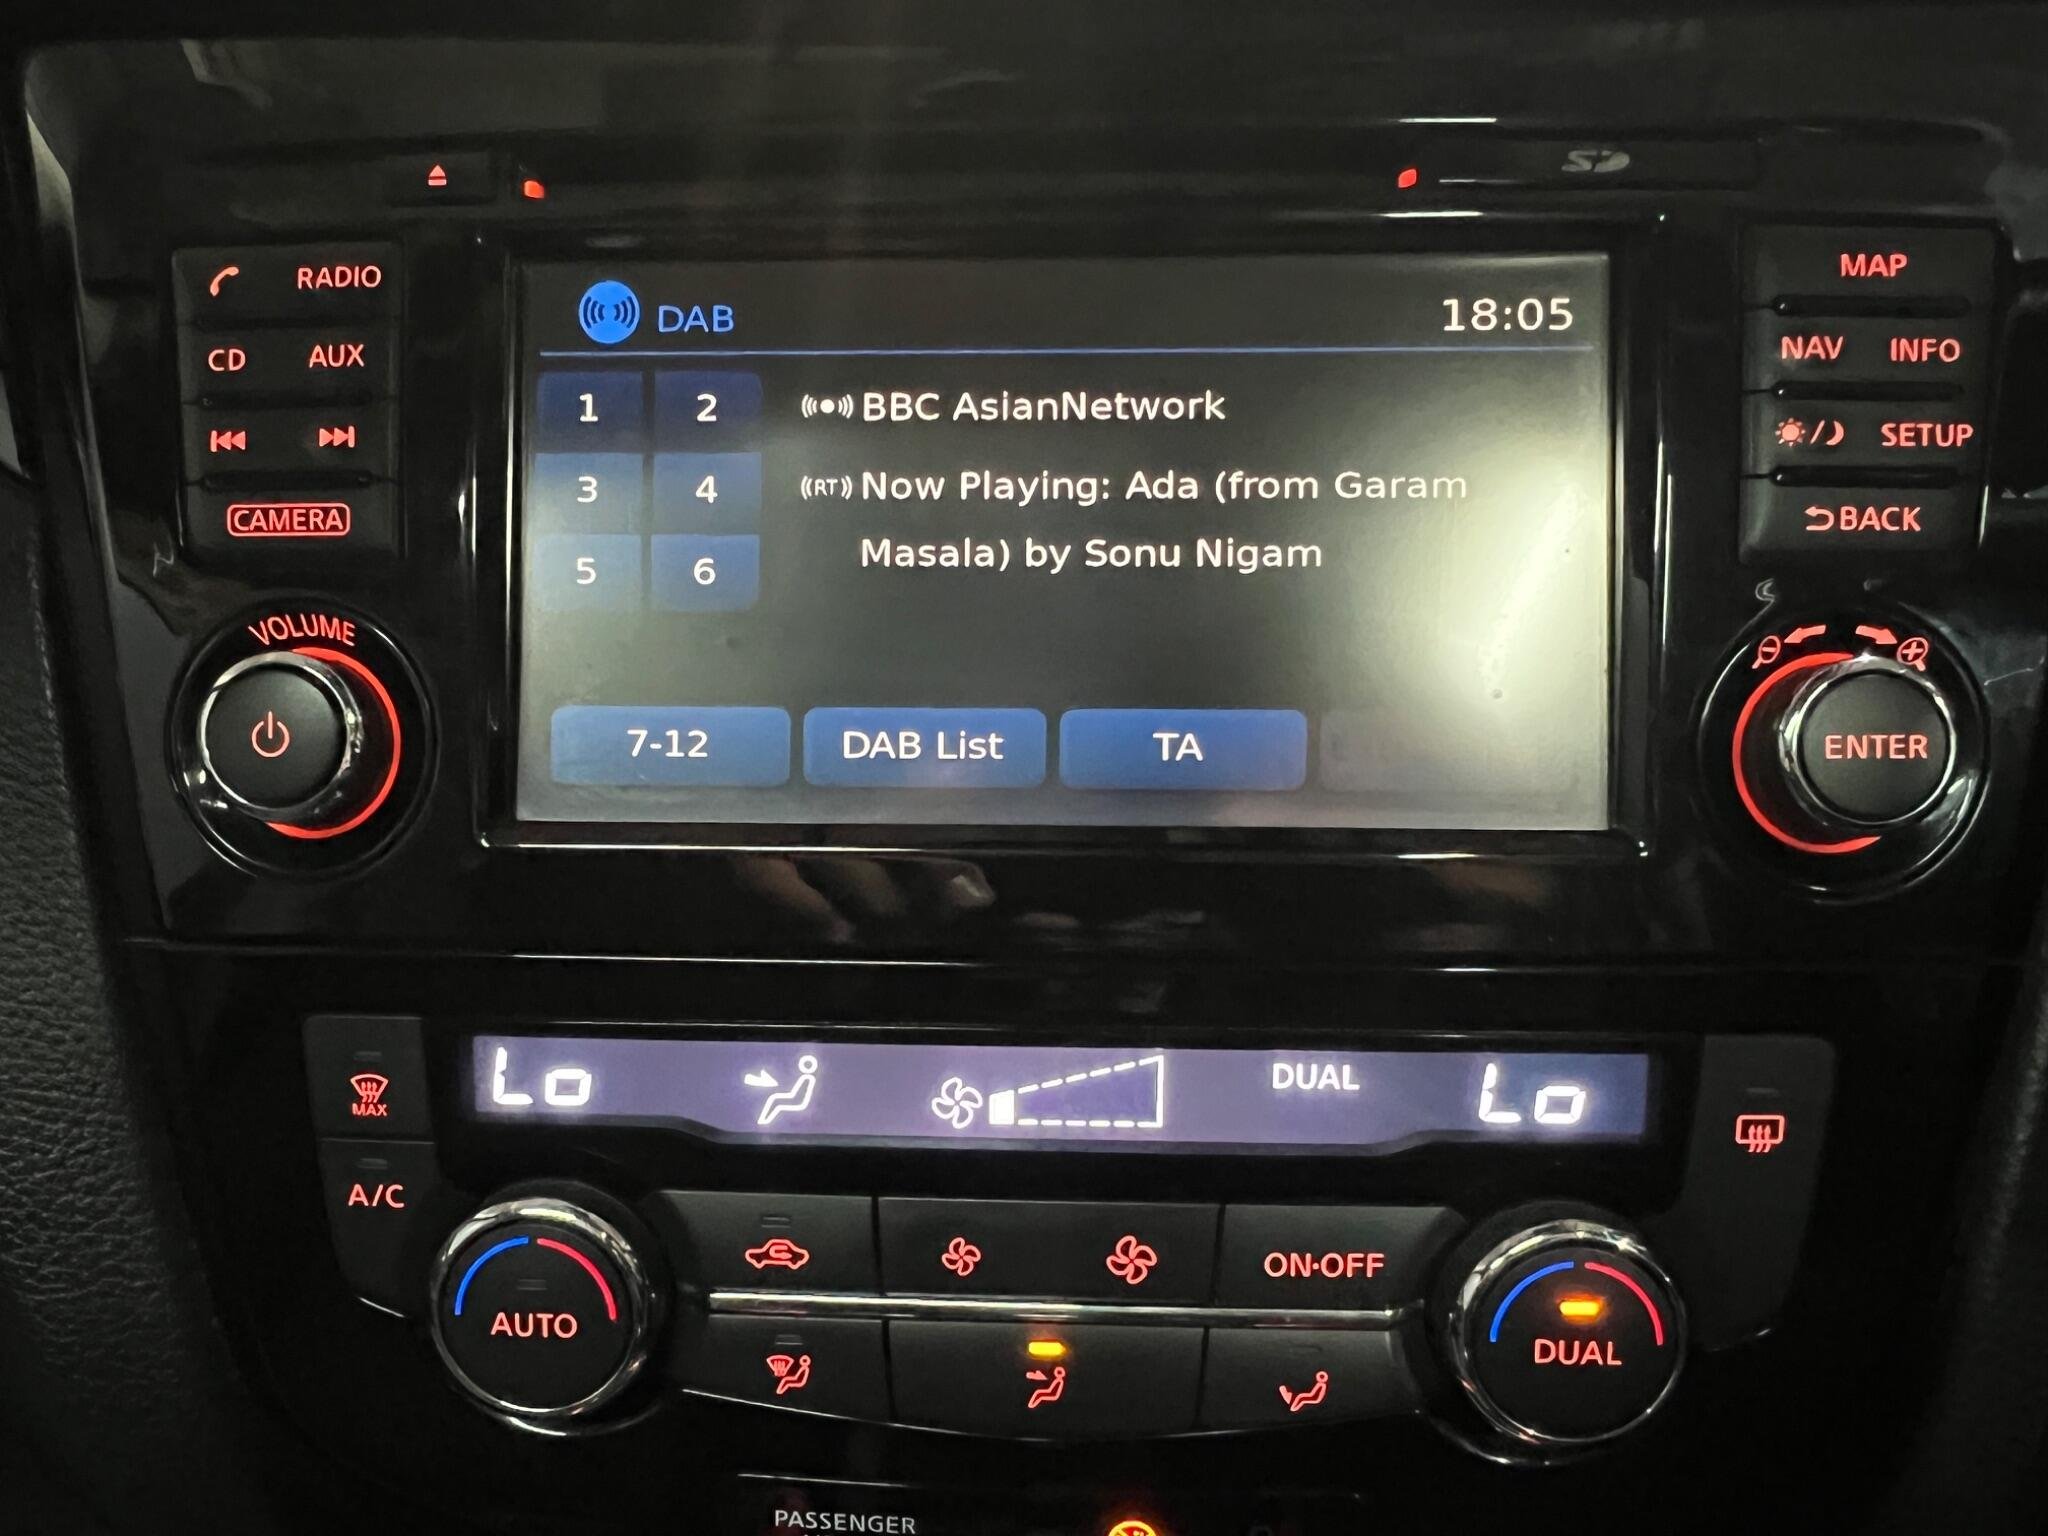 SD
RADIO
CD AUX
CAMERA
VOLUME
DAB 18:05
1 2 BBC AsianNetwork
3 4 RT Now Playing: Ada (from Garam
Masala) by Sonu Nigam
5 6
7-12 DAB List TA
MAP
NAV INFO
SETUP
BACK
ENTER
Lo DUAL Lo
MAX
A/C
AUTO
ON·OFF
DUAL
PASSENGER